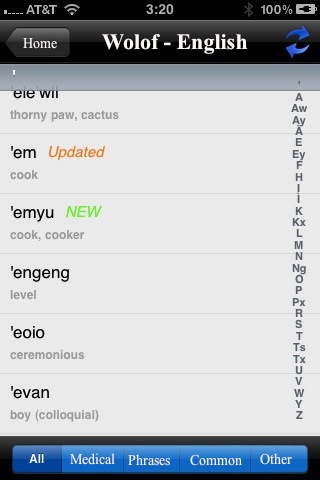 AT&T 3:20 100%
Home Wolof - English
'
'ele'wll
thorny paw, cactus
'em Updated
cook
'emyu NEW
cook, cooker
'engeng
level
'eoio
ceremonious
'evan
boy (colloquial)
'
A
Aw
Ay
Ä
E
Ey
F
H
I
Ì
K
Kx
L
M
N
Ng
O
P
Px
R
S
T
Ts
Tx
U
V
W
Y
Z
All Medical Phrases Common Other